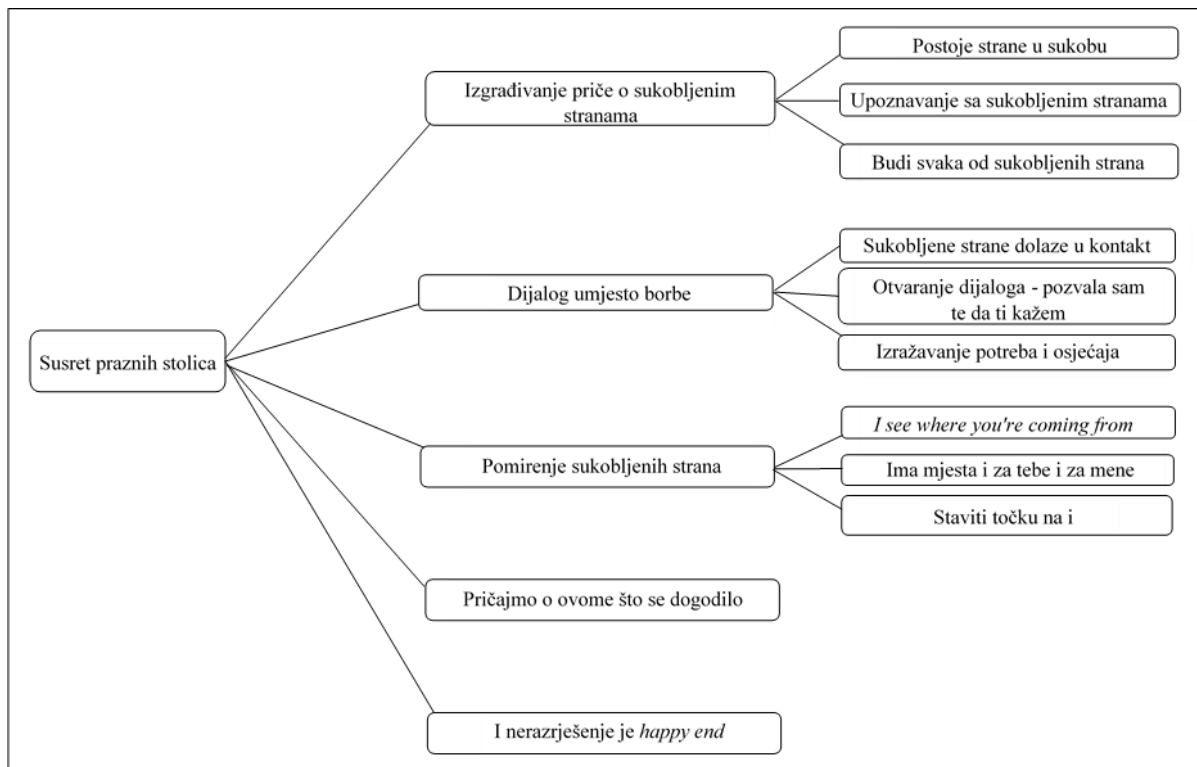 Susret praznih stolica
Izgrađivanje priče o sukobljenim
stranama
Postoje strane u sukobu
Upoznavanje sa sukobljenim stranama
Budi svaka od sukobljenih strana
Dijalog umjesto borbe
Sukobljene strane dolaze u kontakt
Otvaranje dijaloga - pozvala sam
te da ti kažem
Izražavanje potreba i osjećaja
Pomirenje sukobljenih strana
I see where you're coming from
Ima mjesta i za tebe i za mene
Staviti točku na i
Pričajmo o ovome što se dogodilo
I nerazrješenje je happy end